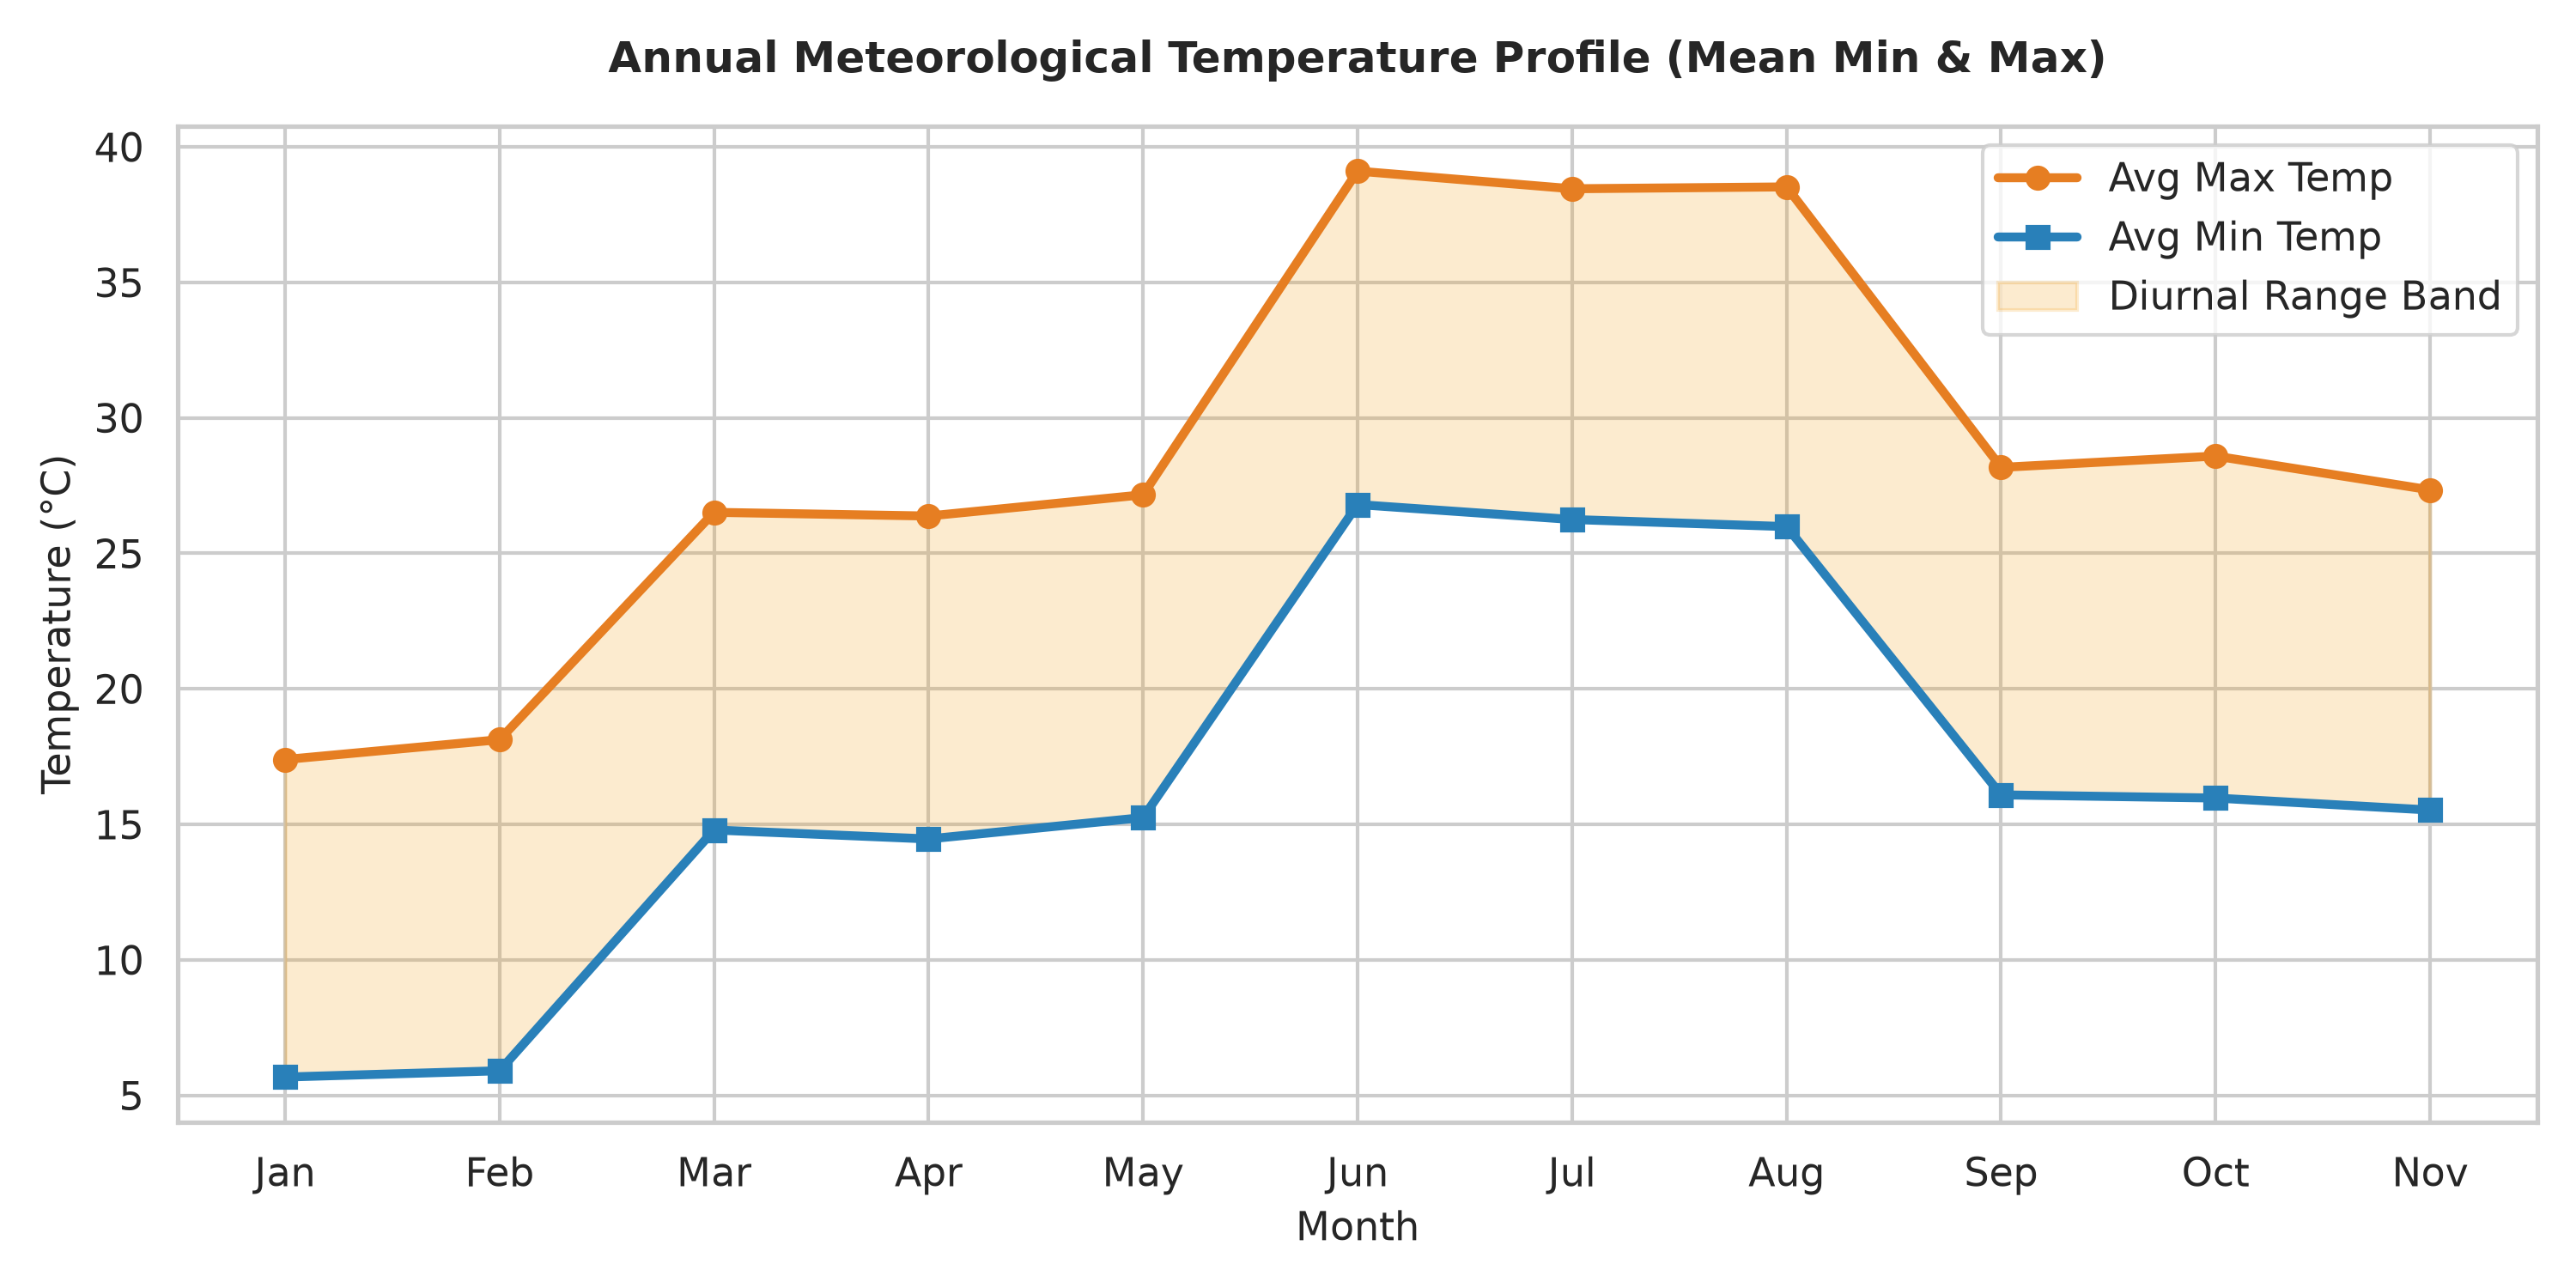 Annual Meteorological Temperature Profile (Mean Min & Max)
40
35
30
25
20
15
10
5
Temperature (°C)
Avg Max Temp
Avg Min Temp
Diurnal Range Band
Jan Feb Mar Apr May Jun Jul Aug Sep Oct Nov
Month